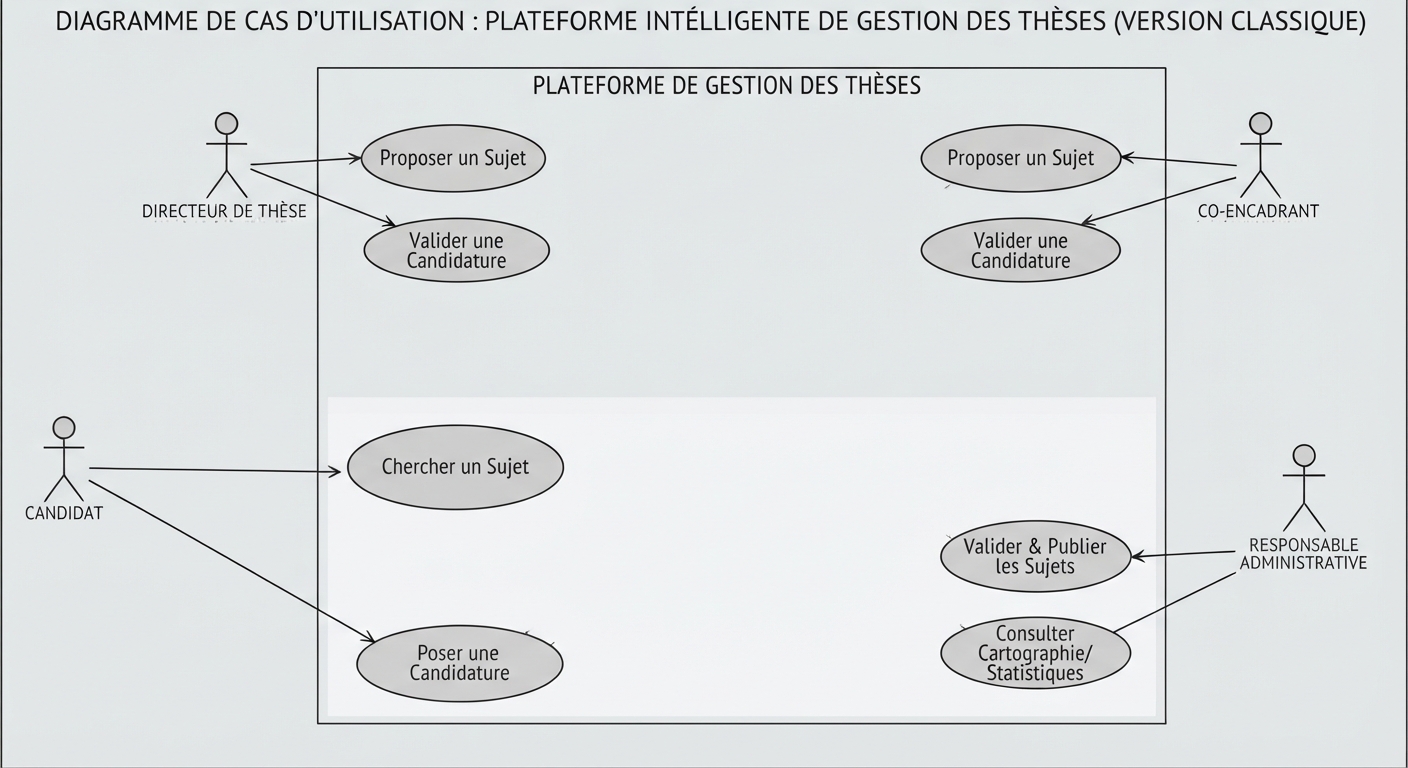 DIAGRAMME DE CAS D'UTILISATION : PLATEFORME INTÉLLIGENTE DE GESTION DES THÈSES (VERSION CLASSIQUE)
PLATEFORME DE GESTION DES THÈSES
Proposer un Sujet
Proposer un Sujet
DIRECTEUR DE THÈSE
CO-ENCADRANT
Valider une
Candidature
Valider une
Candidature
Chercher un Sujet
CANDIDAT
Valider & Publier
les Sujets
RESPONSABLE
ADMINISTRATIVE
Poser une
Candidature
Consulter
Cartographie/
Statistiques